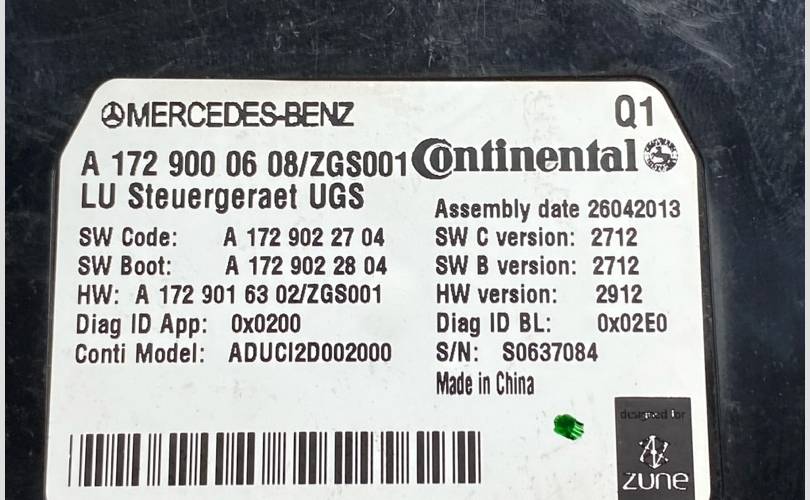 MERCEDES-BENZ Q1
A 172 900 06 08/ZGS001 Continental
LU Steuergeraet UGS
Assembly date 26042013
SW Code: A 172 902 27 04 SW C version: 2712
SW Boot: A 172 902 28 04 SW B version: 2712
HW: A 172 901 63 02/ZGS001 HW version: 2912
Diag ID App: 0x0200 Diag ID BL: 0x02E0
Conti Model: ADUCI2D002000 S/N: S0637084
Made in China
designed for
zune